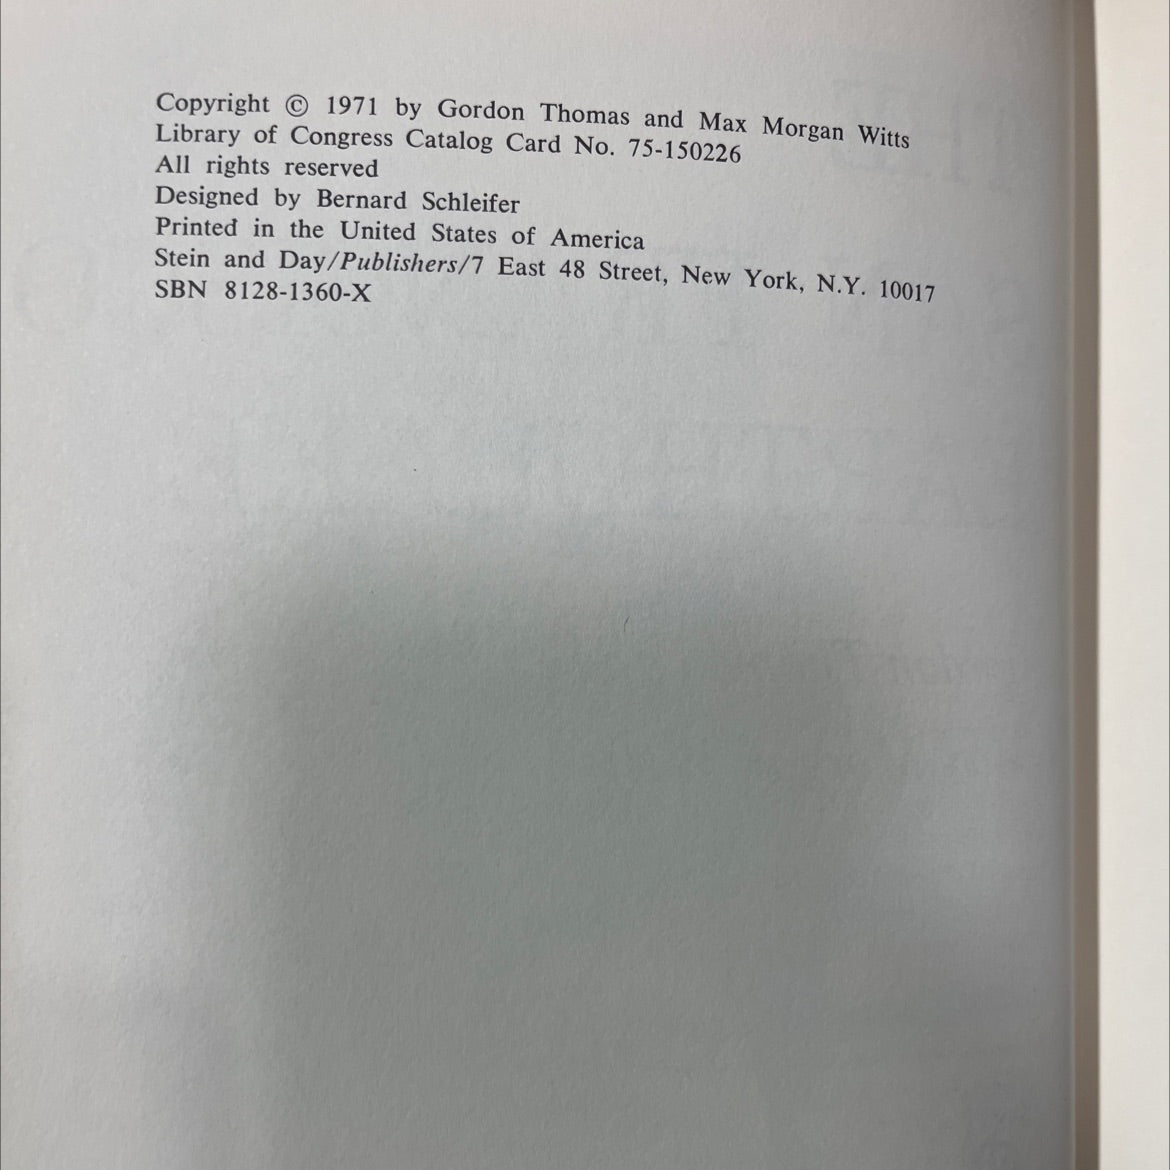 Copyright © 1971 by Gordon Thomas and Max Morgan Witts
Library of Congress Catalog Card No. 75-150226
All rights reserved
Designed by Bernard Schleifer
Printed in the United States of America
Stein and Day/Publishers/7 East 48 Street, New York, N.Y. 10017
SBN 8128-1360-X